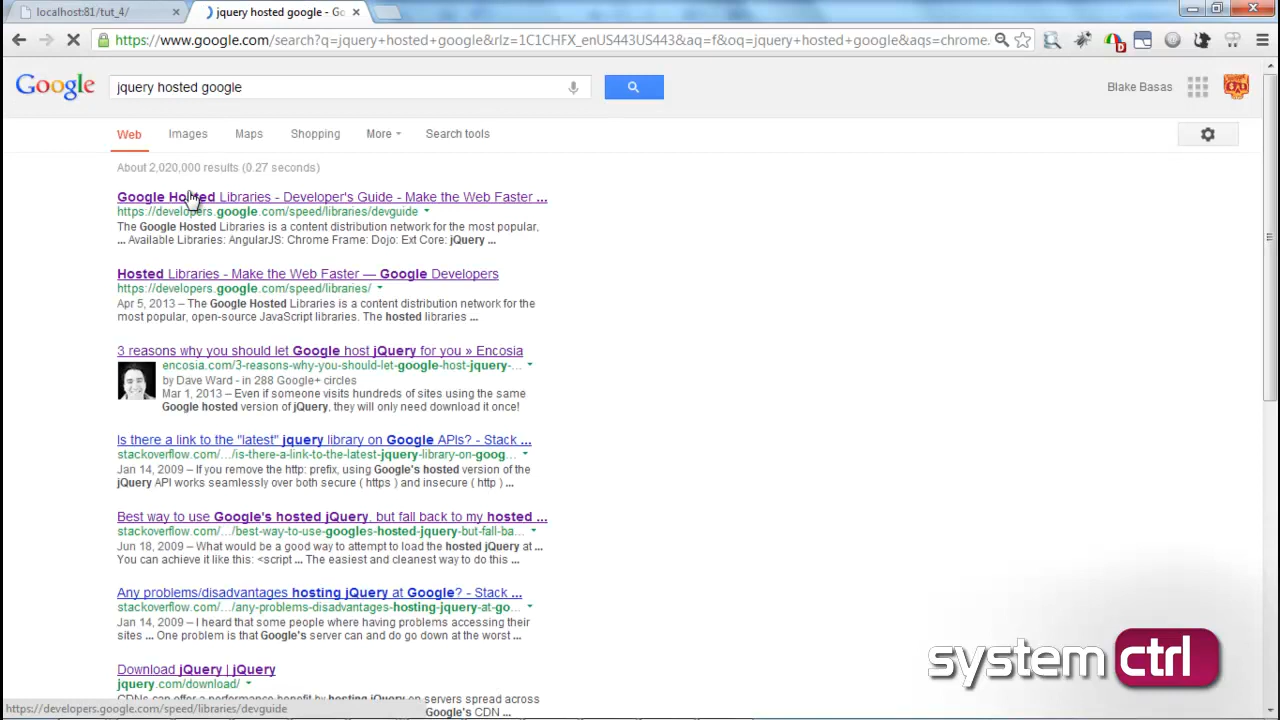 localhost:81/tut_4/
jquery hosted google - Go
https://www.google.com/search?q=jquery+hosted+google&rlz=1C1CHFX_enUS443US443&aq=f&oq=jquery+hosted+google&aqs=chrome.
Google
jquery hosted google
Blake Basas
Web Images Maps Shopping More Search tools
About 2,020,000 results (0.27 seconds)
Google Hosted Libraries - Developer's Guide - Make the Web Faster ...
https://developers.google.com/speed/libraries/devguide
The Google Hosted Libraries is a content distribution network for the most popular,
... Available Libraries: AngularJS: Chrome Frame: Dojo: Ext Core: jQuery ...
Hosted Libraries - Make the Web Faster — Google Developers
https://developers.google.com/speed/libraries/
Apr 5, 2013 – The Google Hosted Libraries is a content distribution network for the
most popular, open-source JavaScript libraries. The hosted libraries ...
3 reasons why you should let Google host jQuery for you » Encosia
encosia.com/3-reasons-why-you-should-let-google-host-jquery-...
by Dave Ward - in 288 Google+ circles
Mar 1, 2013 – Even if someone visits hundreds of sites using the same
Google hosted version of jQuery, they will only need download it once!
Is there a link to the "latest" jquery library on Google APIs? - Stack ...
stackoverflow.com/.../is-there-a-link-to-the-latest-jquery-library-on-goog...
Jan 14, 2009 – If you remove the http: prefix, using Google's hosted version of the
jQuery API works seamlessly over both secure ( https ) and insecure ( http ) ...
Best way to use Google's hosted jQuery, but fall back to my hosted ...
stackoverflow.com/.../best-way-to-use-googles-hosted-jquery-but-fall-ba...
Jun 18, 2009 – What would be a good way to attempt to load the hosted jQuery at ...
You can achieve it like this: <script ... The easiest and cleanest way to do this ...
Any problems/disadvantages hosting jQuery at Google? - Stack ...
stackoverflow.com/.../any-problems-disadvantages-hosting-jquery-at-go...
Jan 14, 2009 – I heard that some people where having problems accessing their
sites ... One problem is that Google's server can and do go down at the worst ...
Download jQuery | jQuery
jquery.com/download/
CDNs can offer a performance benefit by hosting jQuery on servers spread across
Google's CDN ...
https://developers.google.com/speed/libraries/devguide
system ctrl